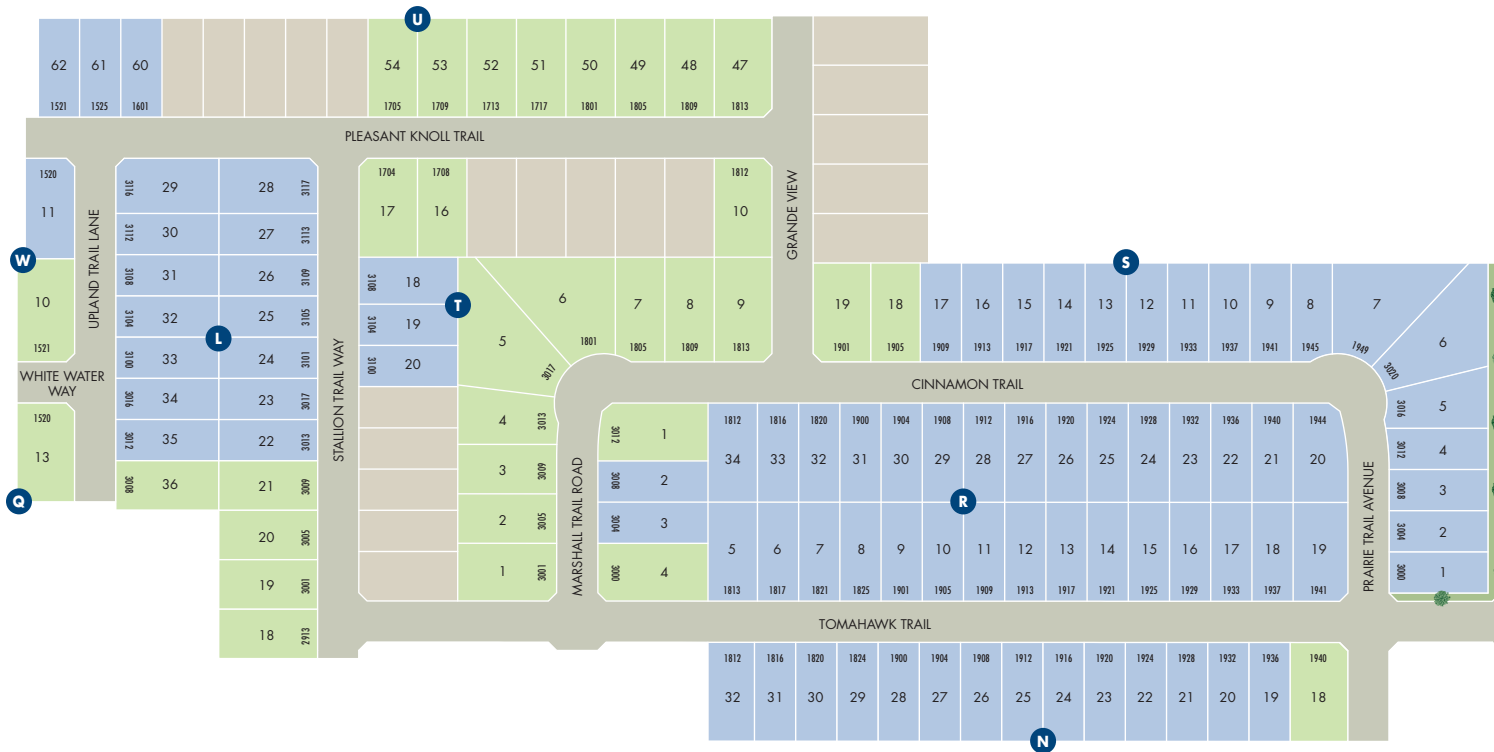 U
62 61 60 54 53 52 51 50 49 48 47
1521 1525 1601 1705 1709 1713 1717 1801 1805 1809 1813
PLEASANT KNOLL TRAIL
1520
11
W
10
1521
WHITE WATER
WAY
1520
13
Q
UPLAND TRAIL LANE
3116 29 28 3117
3112 30 27 3113
3108 31 26 3109
3104 32 25 3105
L
3100 33 24 3101
3016 34 23 3017
3012 35 22 3013
3008 36 21 3009
20 3005
19 3001
18 2913
STALLION TRAIL WAY
1704 1708 1812
17 16 10
3108 18
T
3104 19
3100 20
6 7 8 9
5
1801 1805 1809 1813
3017
4 3013
3 3009
2 3005
1 3001
MARSHALL TRAIL ROAD
GRANDE VIEW
S
19 18 17 16 15 14 13 12 11 10 9 8 7
1901 1905 1909 1913 1917 1921 1925 1929 1933 1937 1941 1945 1949
6
3020
CINNAMON TRAIL
3016 5
3012 4
3008 3
3004 2
3000 1
PRAIRIE TRAIL AVENUE
3012 1
3008 2
3004 3
3000 4
1812 1816 1820 1900 1904 1908 1912 1916 1920 1924 1928 1932 1936 1940 1944
34 33 32 31 30 29 28 27 26 25 24 23 22 21 20
R
5 6 7 8 9 10 11 12 13 14 15 16 17 18 19
1813 1817 1821 1825 1901 1905 1909 1913 1917 1921 1925 1929 1933 1937 1941
TOMAHAWK TRAIL
1812 1816 1820 1824 1900 1904 1908 1912 1916 1920 1924 1928 1932 1936 1940
32 31 30 29 28 27 26 25 24 23 22 21 20 19 18
N